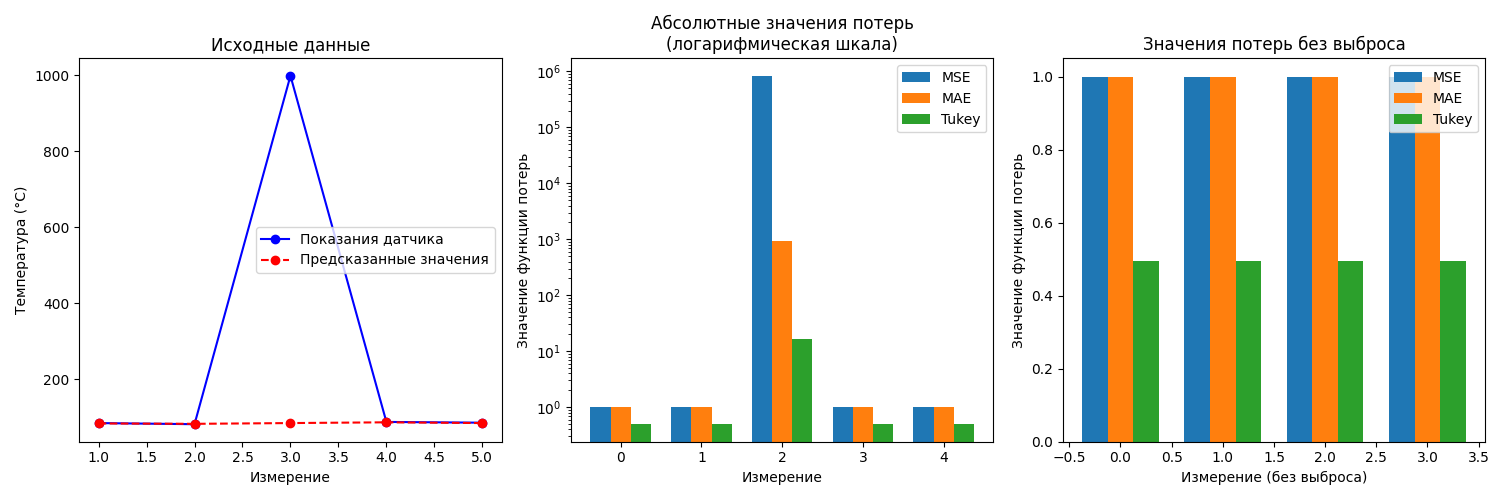 Исходные данные
Температура (°C)
1000
800
600
400
200
Показания датчика
Предсказанные значения
1.0 1.5 2.0 2.5 3.0 3.5 4.0 4.5 5.0
Измерение
Абсолютные значения потерь
(логарифмическая шкала)
Значение функции потерь
10⁶
10⁵
10⁴
10³
10²
10¹
10⁰
MSE
MAE
Tukey
0 1 2 3 4
Измерение
Значения потерь без выброса
Значение функции потерь
1.0
0.8
0.6
0.4
0.2
0.0
MSE
MAE
Tukey
−0.5 0.0 0.5 1.0 1.5 2.0 2.5 3.0 3.5
Измерение (без выброса)